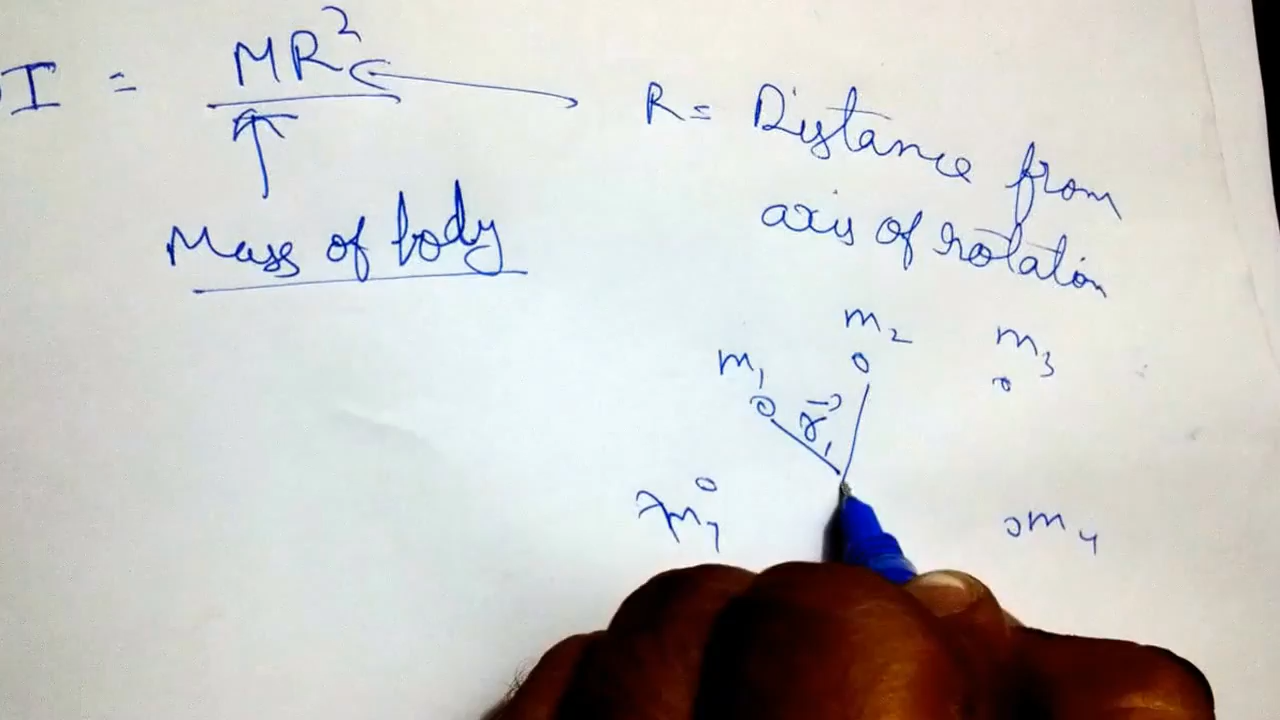 I = MR²
R = Distance from
axis of rotation
Mass of body
m₂
m₃
m₁
r⃗₁
m₇
m₄